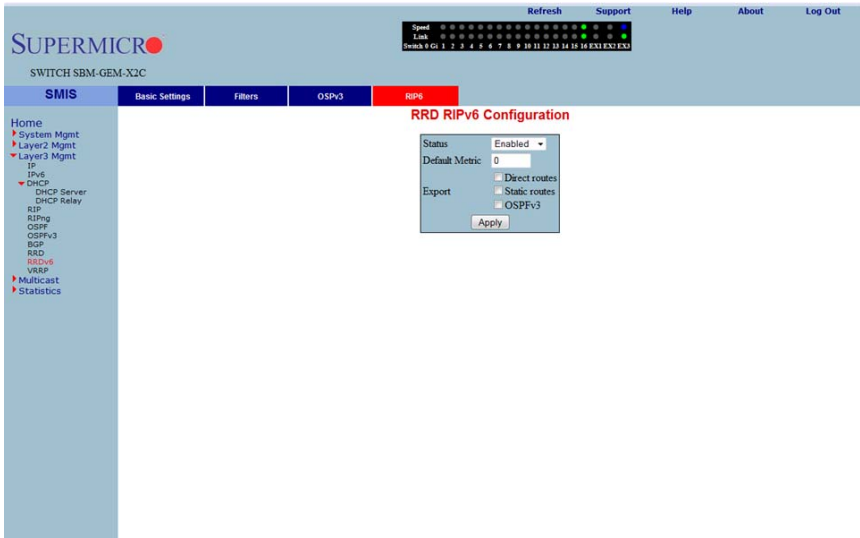 Refresh Support Help About Log Out
Speed
Link
Switch 0 Gi 1 2 3 4 5 6 7 8 9 10 11 12 13 14 15 16 EX1 EX2 EX3
SUPERMICRO
SWITCH SBM-GEM-X2C
SMIS Basic Settings Filters OSPv3 RIP6
RRD RIPv6 Configuration
Home
System Mgmt
Layer2 Mgmt
Layer3 Mgmt
IP
IPv6
DHCP
DHCP Server
DHCP Relay
RIP
RIPng
OSPF
OSPFv3
BGP
RRD
RRDv6
VRRP
Multicast
Statistics
Status Enabled
Default Metric 0
Direct routes
Export Static routes
OSPFv3
Apply